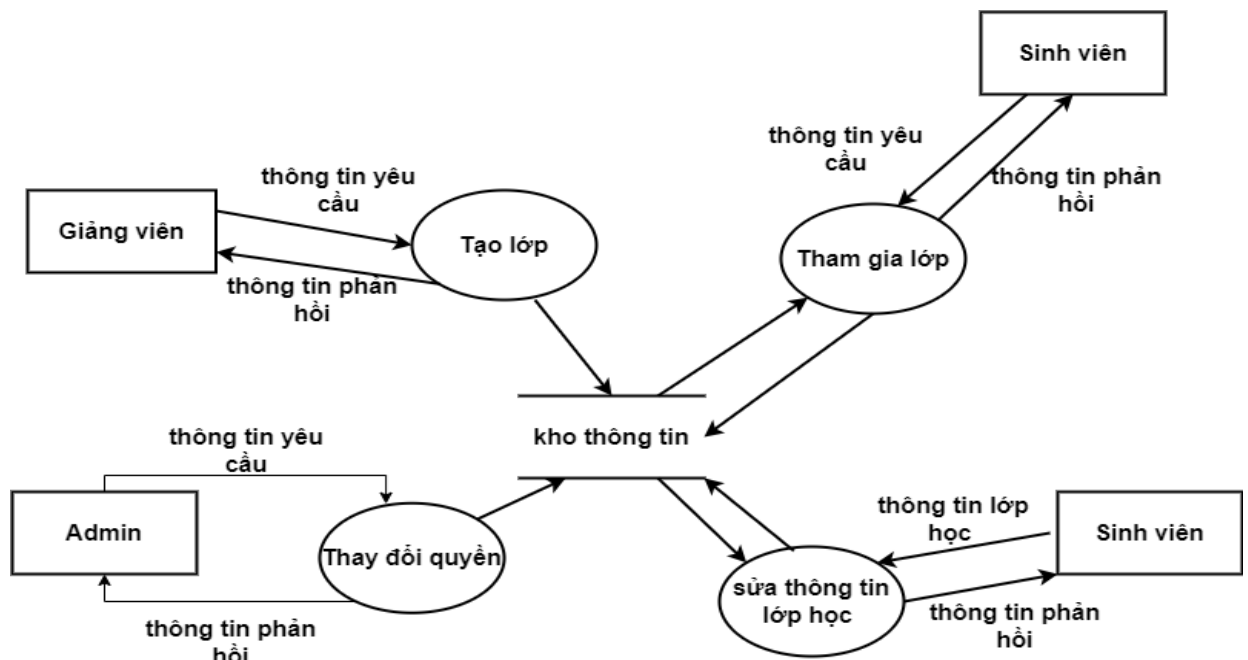 Sinh viên
thông tin yêu
cầu
thông tin phản
hồi
Tham gia lớp
thông tin yêu
cầu
Giảng viên
Tạo lớp
thông tin phản
hồi
kho thông tin
thông tin yêu
cầu
Admin
Thay đổi quyền
thông tin phản
hồi
thông tin lớp
học
Sinh viên
sửa thông tin
lớp học
thông tin phản
hồi